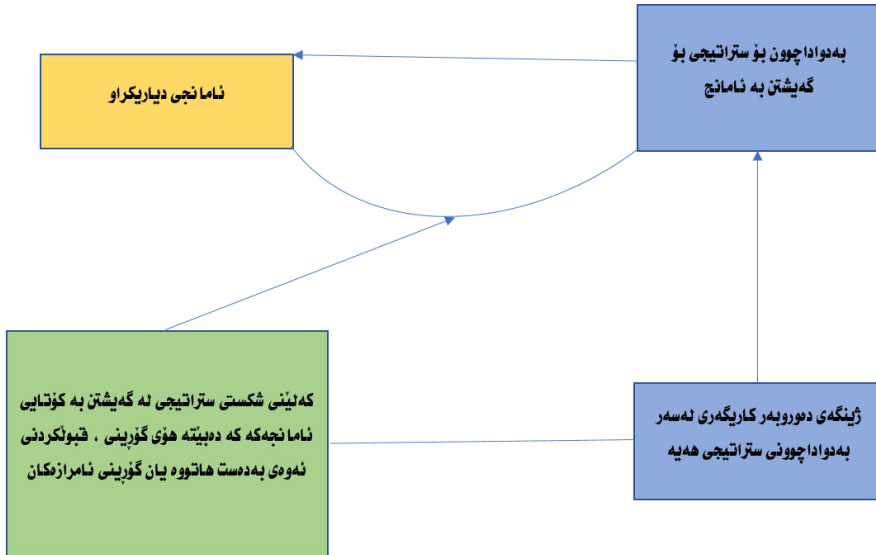 بەدواداچوون بۆ ستراتیجی بۆ
گەیشتن بە ئامانج
ئامانجی دیاریکراو
کەلێنی شکستی ستراتیجی لە گەیشتن بە کۆتایی
ئامانجەکە کە دەبێتە هۆی گۆڕینی ، قبوڵکردنی
ئەوەی بەدەست هاتووە یان گۆڕینی ئامرازەکان
ژینگەی دەوروبەر کاریگەری لەسەر
بەدواداچوونی ستراتیجی هەیە